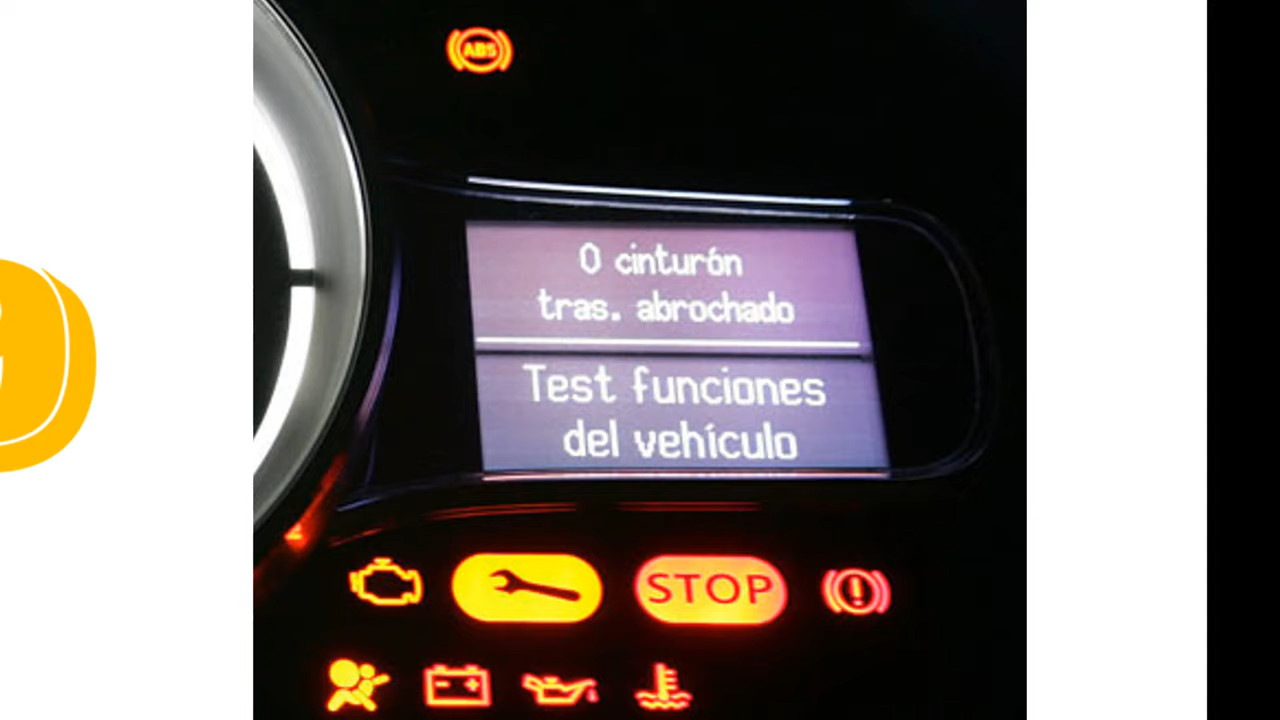 ABS
0 cinturón
tras. abrochado
Test funciones
del vehículo
STOP